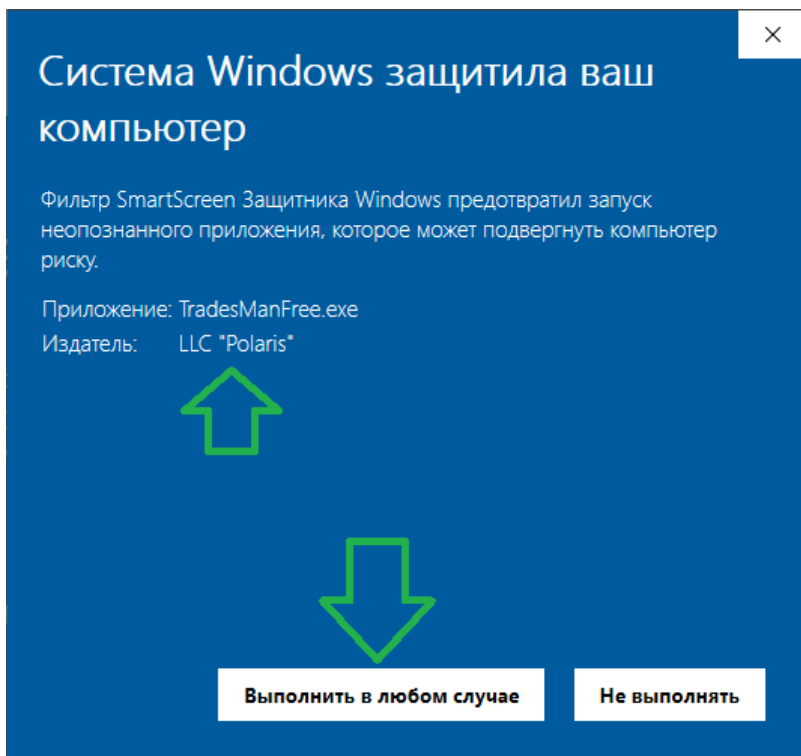 Система Windows защитила ваш
компьютер
Фильтр SmartScreen Защитника Windows предотвратил запуск
неопознанного приложения, которое может подвергнуть компьютер
риску.
Приложение: TradesManFree.exe
Издатель: LLC "Polaris"
Выполнить в любом случае Не выполнять